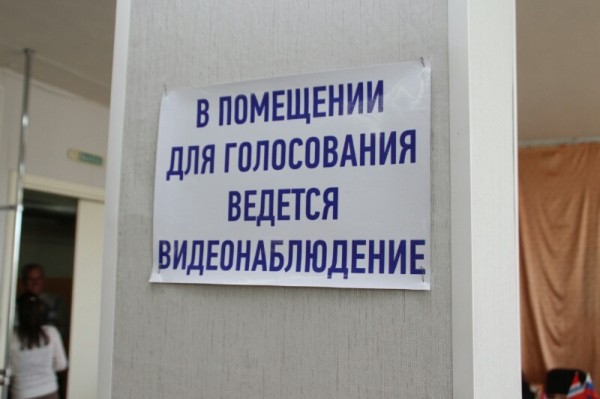 В ПОМЕЩЕНИИ
ДЛЯ ГОЛОСОВАНИЯ
ВЕДЕТСЯ
ВИДЕОНАБЛЮДЕНИЕ